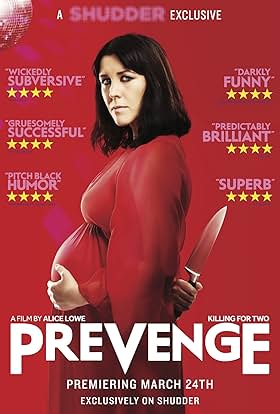 A SHUDDER EXCLUSIVE
"WICKEDLY
SUBVERSIVE"
"DARKLY
FUNNY"
"GRUESOMELY
SUCCESSFUL"
"PREDICTABLY
BRILLIANT"
"PITCH BLACK
HUMOR"
"SUPERB"
A FILM BY ALICE LOWE
KILLING FOR TWO
PREVENGE
PREMIERING MARCH 24TH
EXCLUSIVELY ON SHUDDER